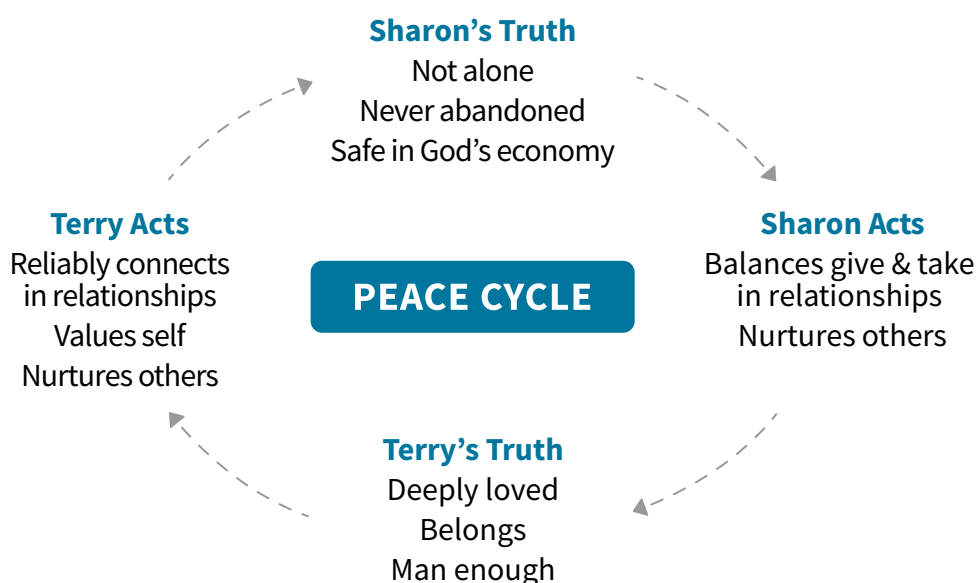 Sharon’s Truth
Not alone
Never abandoned
Safe in God’s economy
Terry Acts
Reliably connects
in relationships
Values self
Nurtures others
PEACE CYCLE
Sharon Acts
Balances give & take
in relationships
Nurtures others
Terry’s Truth
Deeply loved
Belongs
Man enough